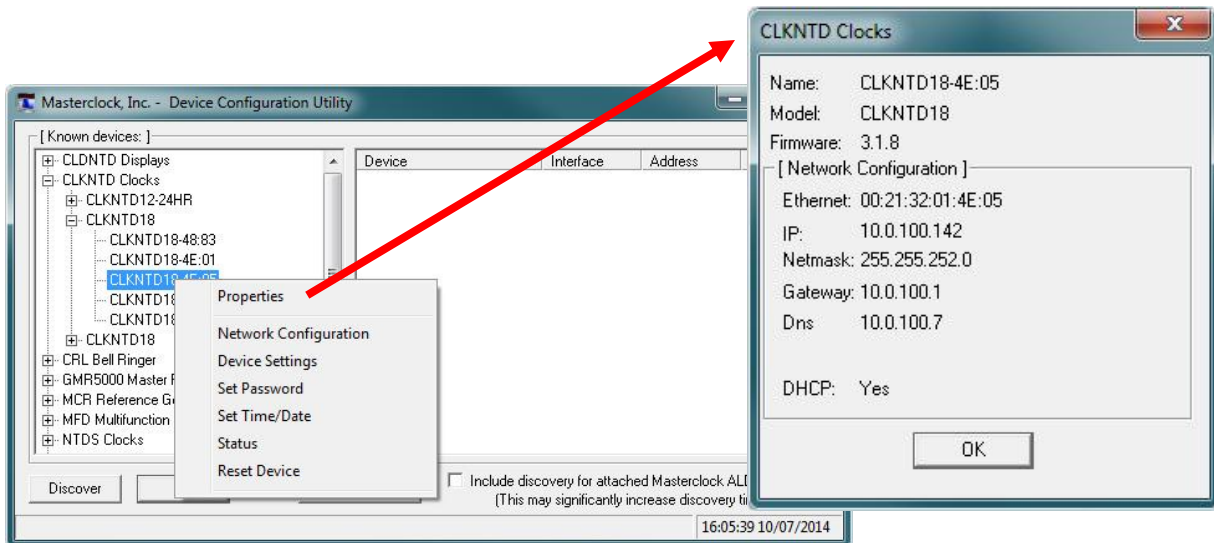 Masterclock, Inc. - Device Configuration Utility
[ Known devices: ]
CLDNTD Displays
CLKNTD Clocks
CLKNTD12-24HR
CLKNTD18
CLKNTD18-48:83
CLKNTD18-4E:01
CLKNTD18-4E:05
CLKNTD18
CLKNTD18
CLKNTD18
CRL Bell Ringer
GMR5000 Master
MCR Reference
MFD Multifunction
NTDS Clocks
Device Interface Address
Properties
Network Configuration
Device Settings
Set Password
Set Time/Date
Status
Reset Device
Discover
Include discovery for attached Masterclock
(This may significantly increase discovery
16:05:39 10/07/2014
CLKNTD Clocks
Name: CLKNTD18-4E:05
Model: CLKNTD18
Firmware: 3.1.8
[ Network Configuration ]
Ethernet: 00:21:32:01:4E:05
IP: 10.0.100.142
Netmask: 255.255.252.0
Gateway: 10.0.100.1
Dns 10.0.100.7
DHCP: Yes
OK